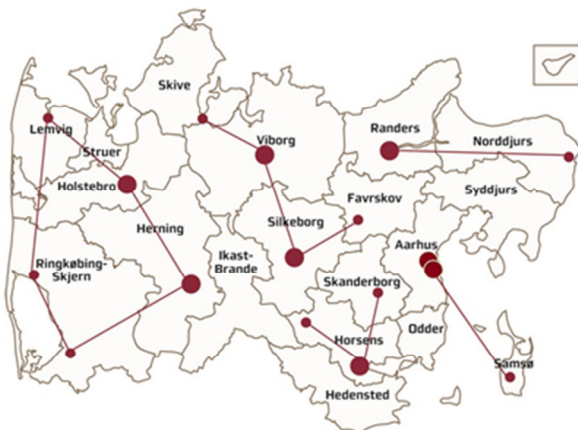 Skive
Lemvig
Struer
Viborg
Randers
Norddjurs
Holstebro
Syddjurs
Favrskov
Silkeborg
Herning
Aarhus
Ikast-
Brande
Ringkøbing-
Skjern
Skanderborg
Odder
Horsens
Samsø
Hedensted